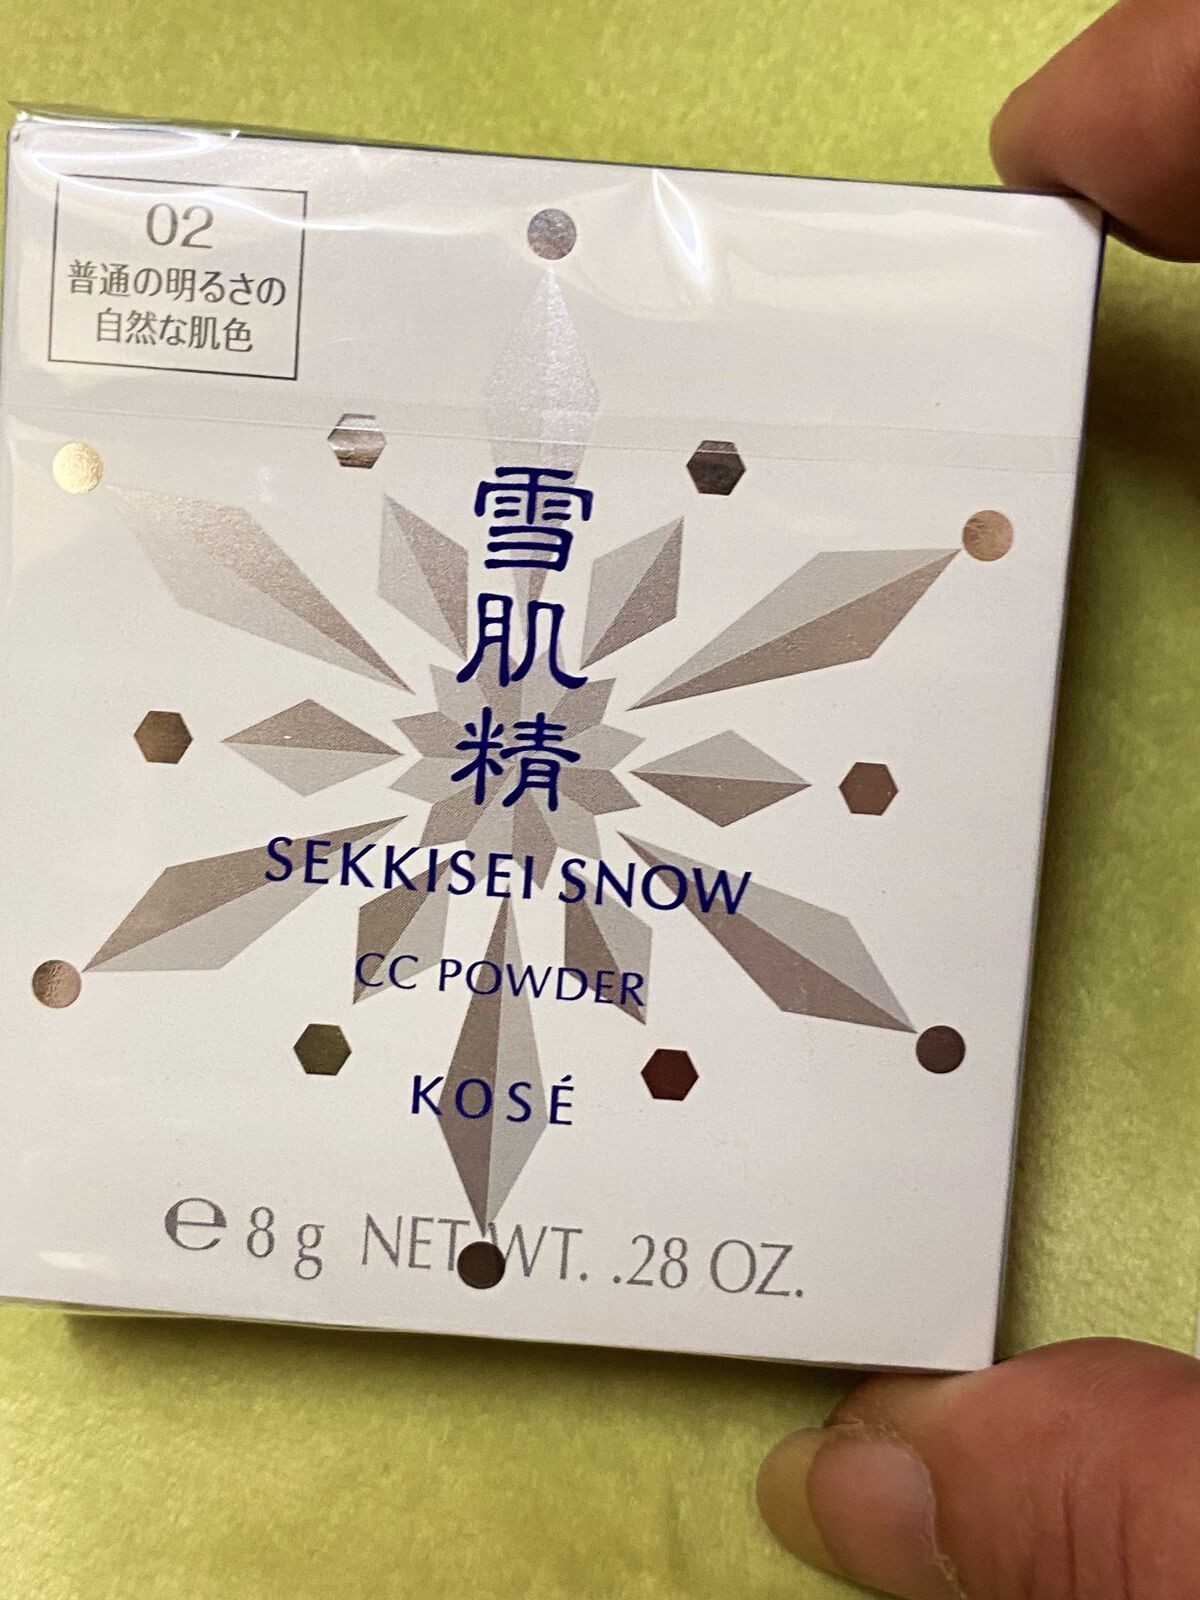 02
普通の明るさの
自然な肌色
雪肌精
SEKKISEI SNOW
CC POWDER
KOSÉ
℮ 8 g NET WT. .28 OZ.